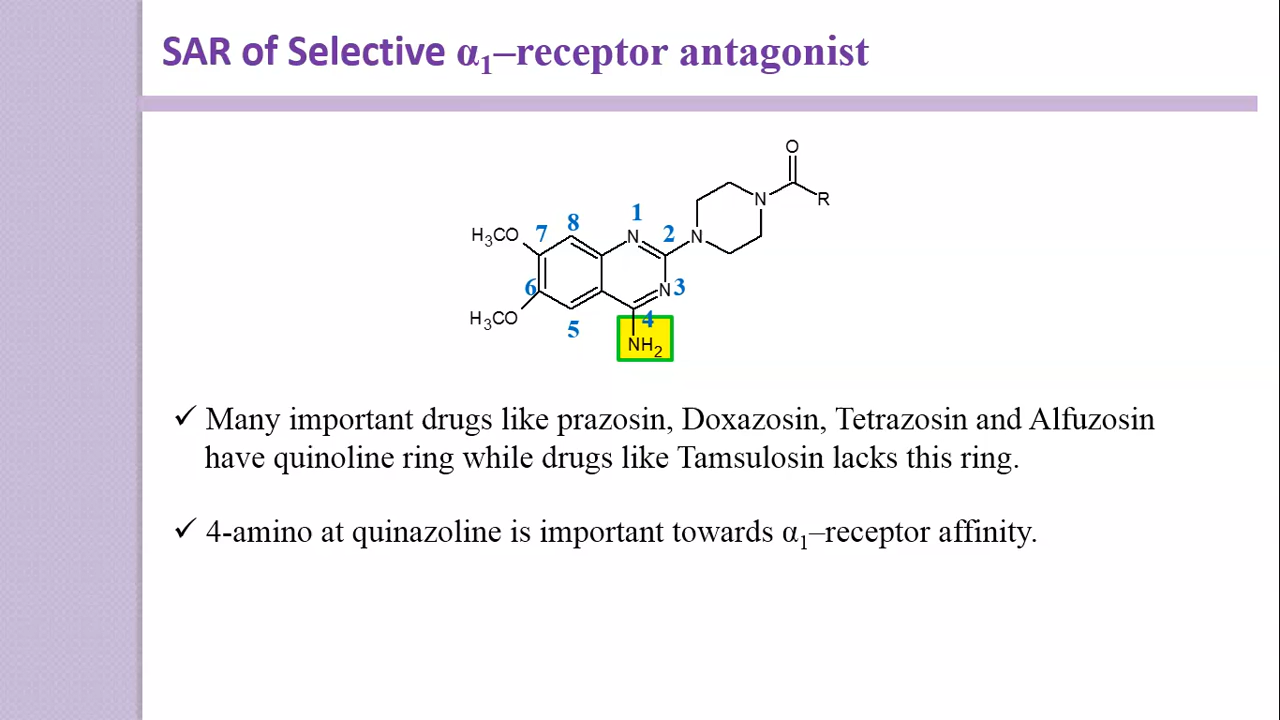 SAR of Selective α₁–receptor antagonist
O
N
R
1
8
7
H₃CO
N
2
N
6
N
3
H₃CO
5
4
NH₂
✓ Many important drugs like prazosin, Doxazosin, Tetrazosin and Alfuzosin
have quinoline ring while drugs like Tamsulosin lacks this ring.
✓ 4-amino at quinazoline is important towards α₁–receptor affinity.